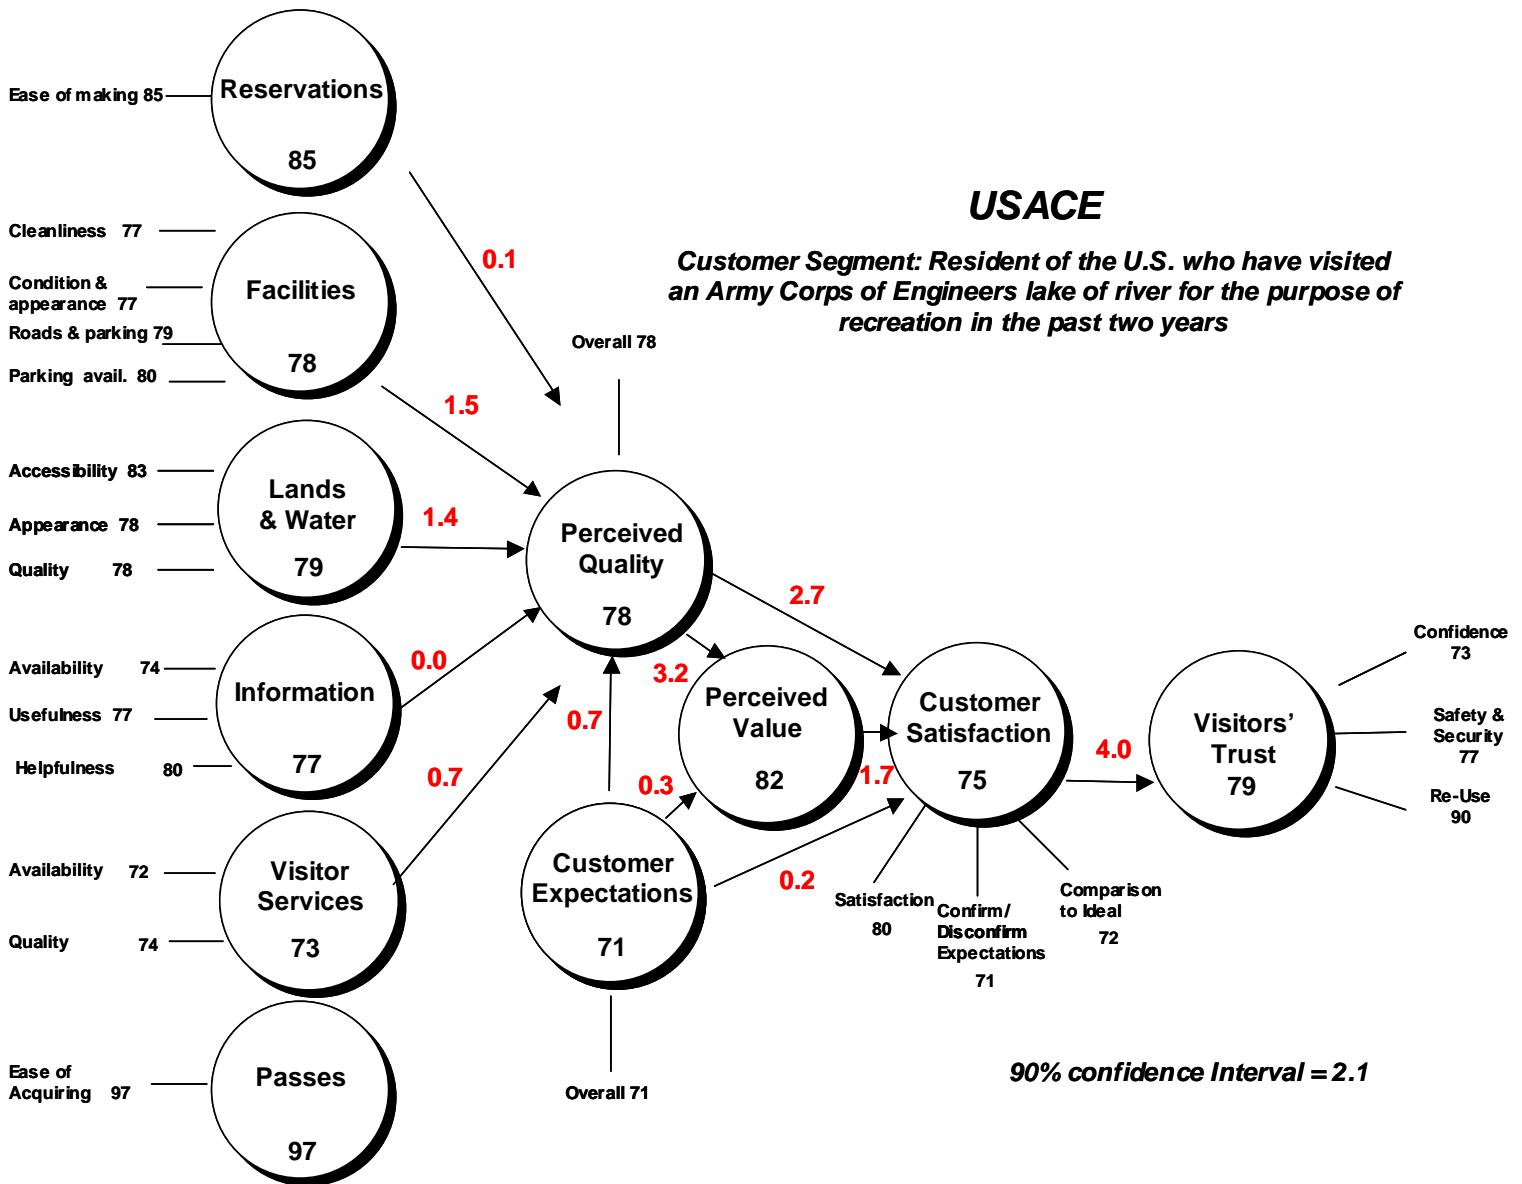 USACE
Customer Segment: Resident of the U.S. who have visited
an Army Corps of Engineers lake of river for the purpose of
recreation in the past two years
Ease of making 85
Reservations
85
0.1
Cleanliness 77
Condition &
appearance 77
Roads & parking 79
Parking avail. 80
Facilities
78
1.5
Accessibility 83
Appearance 78
Quality 78
Lands
& Water
79
1.4
Availability 74
Usefulness 77
Helpfulness 80
Information
77
0.0
Availability 72
Quality 74
Visitor
Services
73
0.7
Ease of
Acquiring 97
Passes
97
Overall 78
Perceived
Quality
78
2.7
3.2
0.7
Perceived
Value
82
1.7
0.3
Customer
Expectations
71
0.2
Overall 71
Customer
Satisfaction
75
4.0
Satisfaction
80
Confirm/
Disconfirm
Expectations
71
Comparison
to Ideal
72
Visitors’
Trust
79
Confidence
73
Safety &
Security
77
Re-Use
90
90% confidence Interval = 2.1